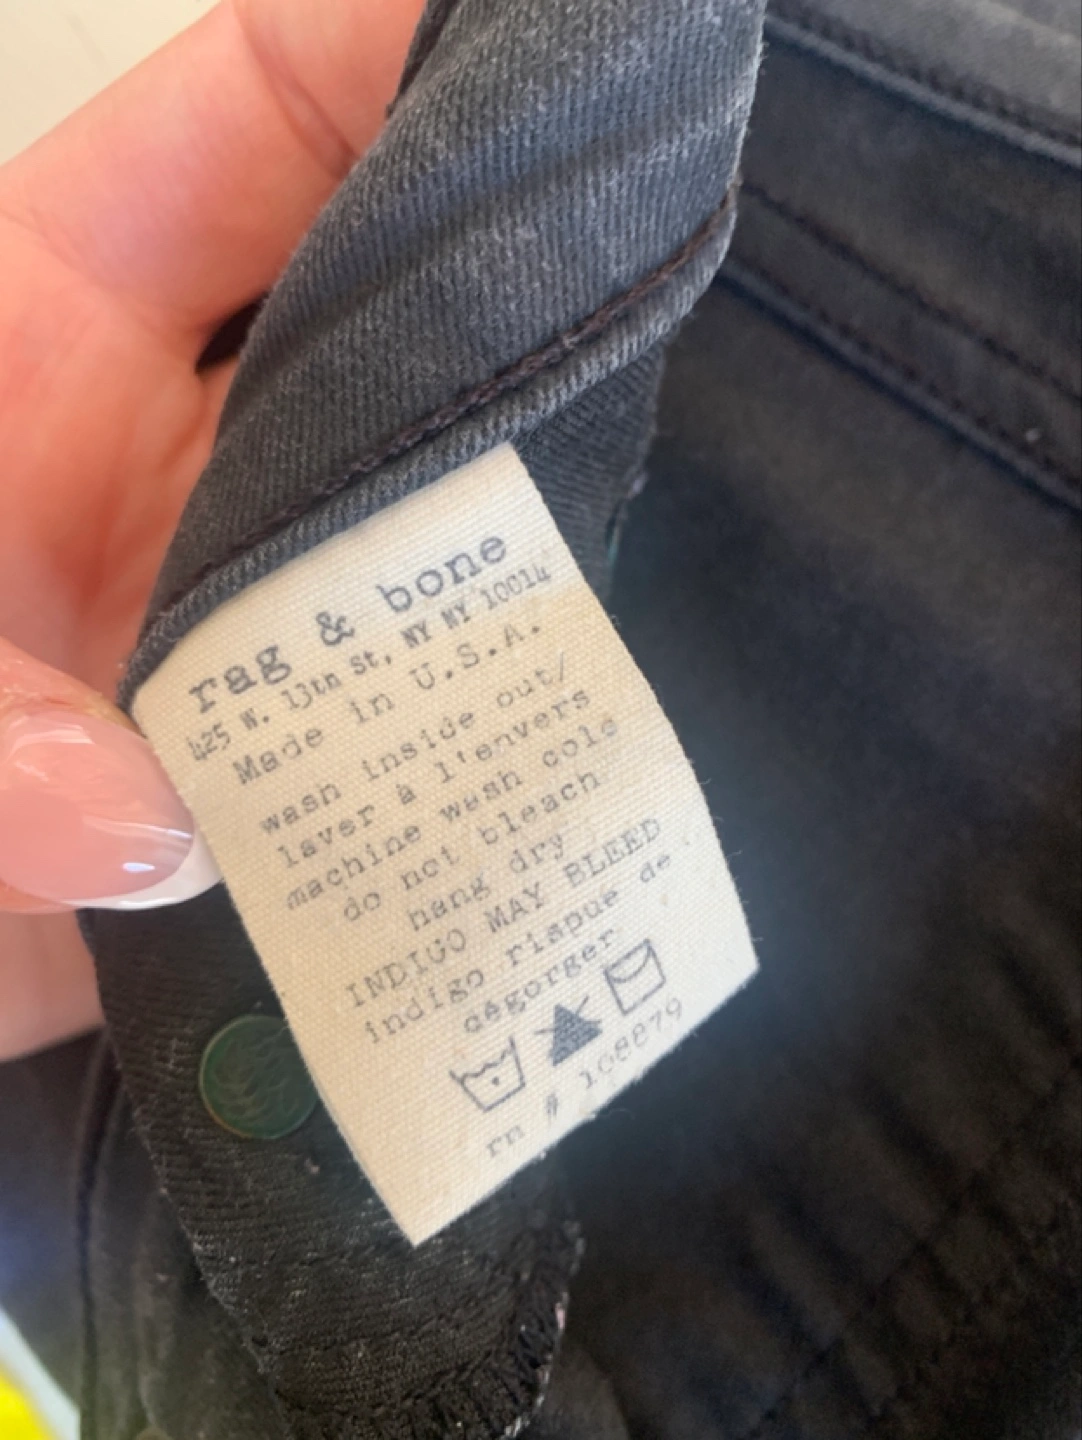 rag & bone
425 W. 13th St, NY NY 10014
Made in U.S.A.
wash inside out/
laver à l'envers
machine wash cold
do not bleach
hang dry
INDIGO MAY BLEED
indigo risque de
dégorger
rn # 108879